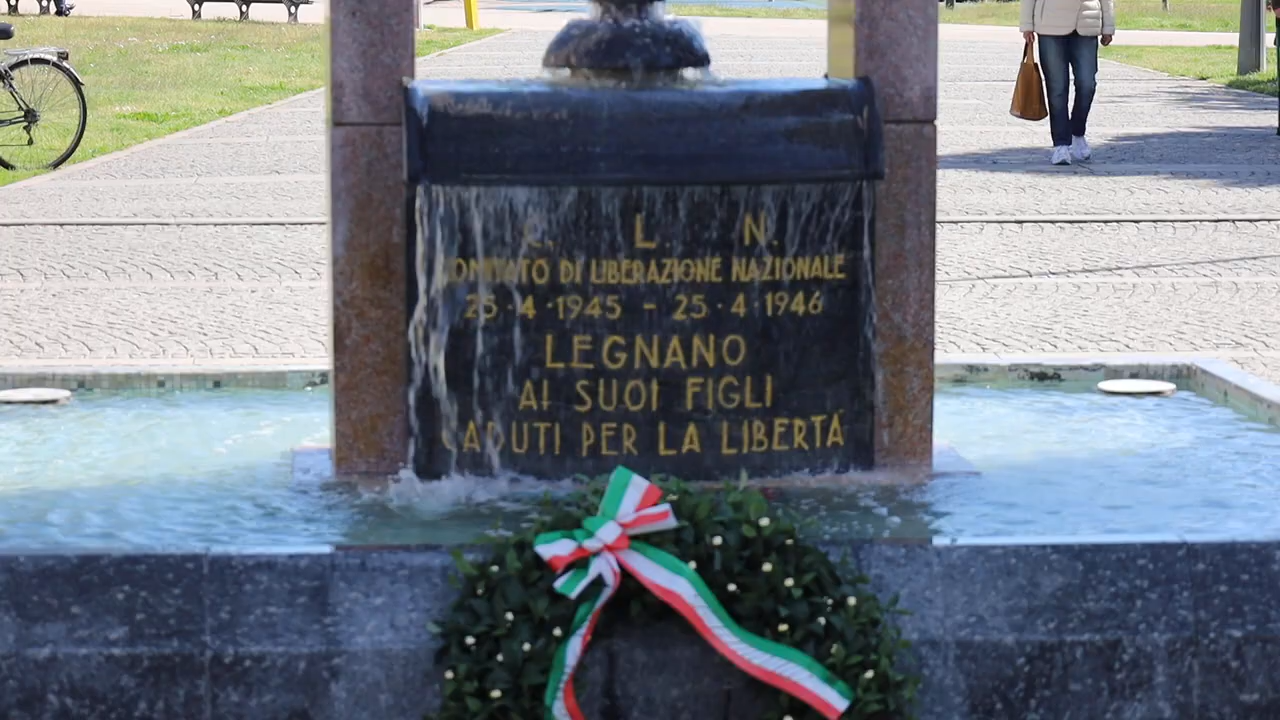 C. L. N.
COMITATO DI LIBERAZIONE NAZIONALE
25·4·1945 - 25·4·1946
LEGNANO
AI SUOI FIGLI
CADUTI PER LA LIBERTÀ